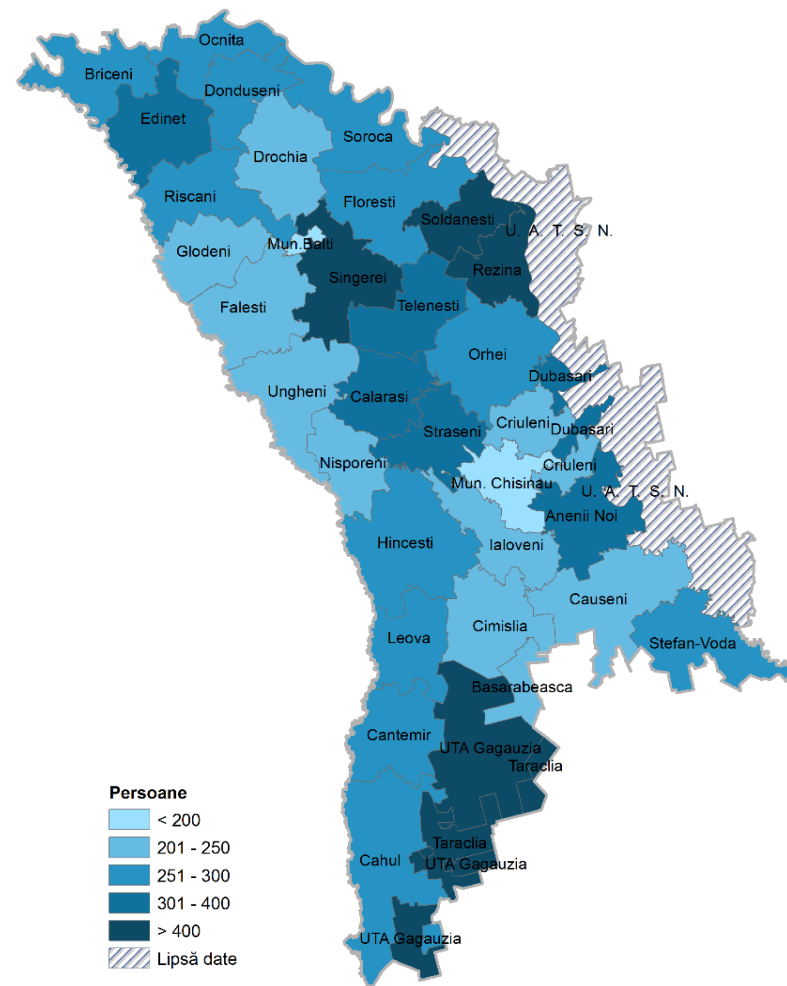 Ocnita
Briceni
Donduseni
Edinet
Soroca
Drochia
Riscani
Floresti
Soldanesti
U. A. T. S. N.
Glodeni
Mun.Balti
Singerei
Rezina
Falesti
Telenesti
Orhei
Dubasari
Ungheni
Calarasi
Criuleni
Dubasari
Straseni
Nisporeni
Criuleni
Mun. Chisinau
U. A. T. S. N.
Anenii Noi
Hincesti
Ialoveni
Causeni
Cimislia
Leova
Stefan-Voda
Basarabeasca
Cantemir
UTA Gagauzia
Taraclia
Taraclia
Cahul
UTA Gagauzia
UTA Gagauzia
Persoane
< 200
201 - 250
251 - 300
301 - 400
> 400
Lipsă date